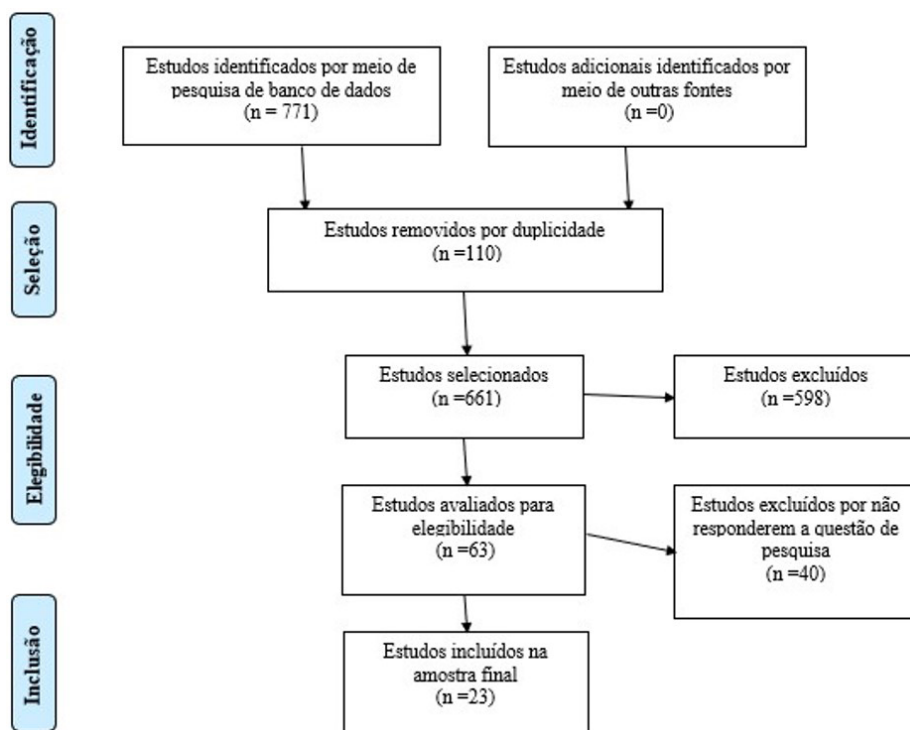 Identificação
Estudos identificados por meio de
pesquisa de banco de dados
(n = 771)
Estudos adicionais identificados por
meio de outras fontes
(n =0)
Seleção
Estudos removidos por duplicidade
(n =110)
Elegibilidade
Estudos selecionados
(n =661)
Estudos excluídos
(n =598)
Estudos avaliados para
elegibilidade
(n =63)
Estudos excluídos por não
responderem a questão de
pesquisa
(n =40)
Inclusão
Estudos incluídos na
amostra final
(n =23)